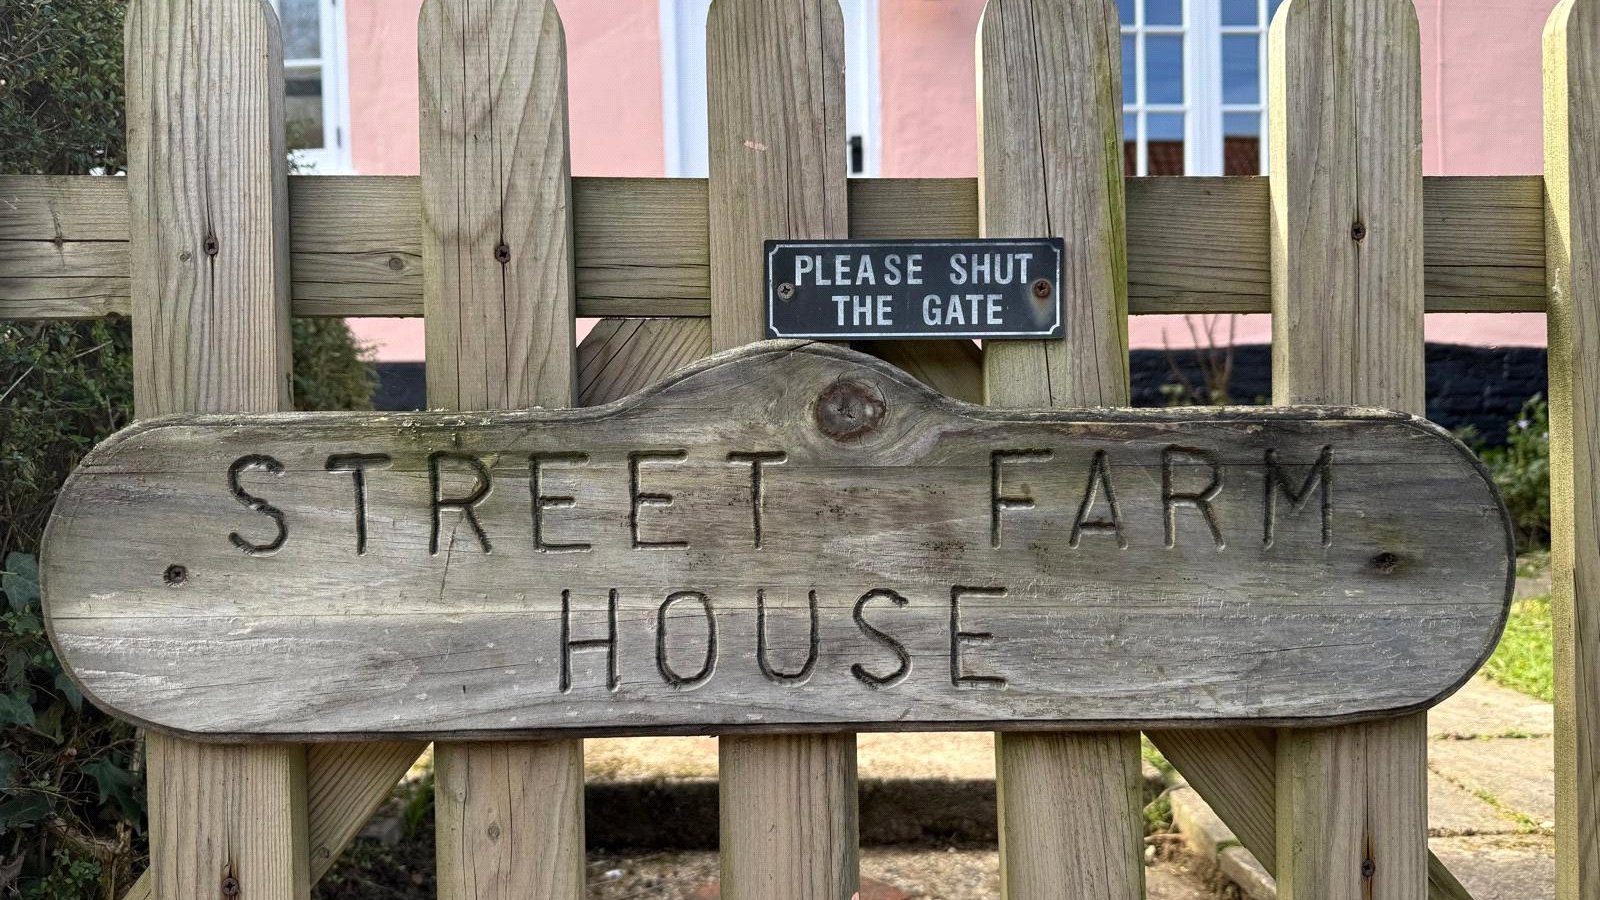 PLEASE SHUT
THE GATE
STREET FARM
HOUSE